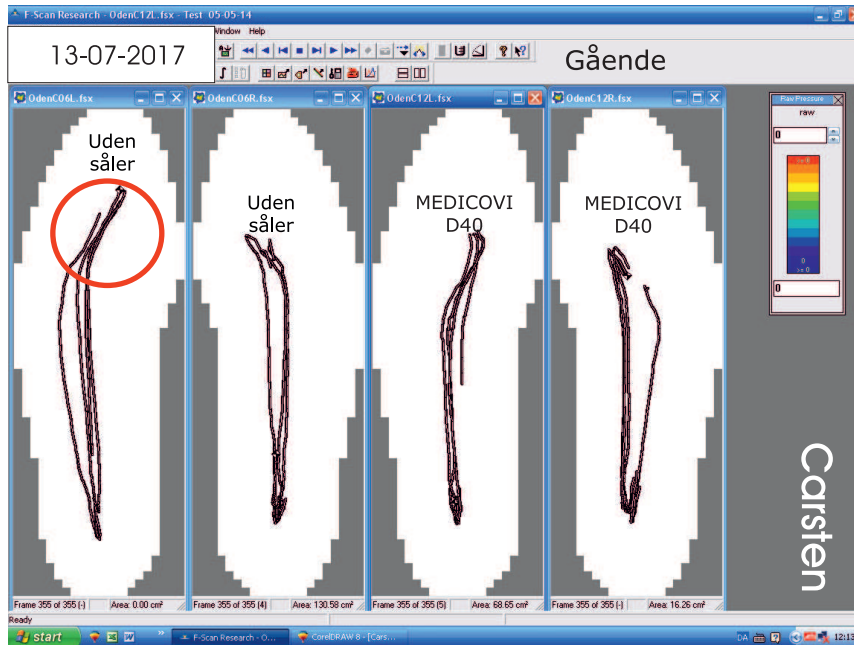 F-Scan Research - OdenC12L.fsx - Test 05-05-14
Window Help
13-07-2017
Gående
OdenC06L.fsx
OdenC06R.fsx
OdenC12L.fsx
OdenC12R.fsx
Uden
såler
Uden
såler
MEDICOVI
D40
MEDICOVI
D40
Raw Pressure
raw
0
0
0
Carsten
Frame 355 of 355 (-) Area: 0.00 cm²
Frame 355 of 355 (4) Area: 130.58 cm²
Frame 355 of 355 (5) Area: 68.65 cm²
Frame 355 of 355 (-) Area: 16.26 cm²
Ready
start
F-Scan Research - O...
CorelDRAW 8 - [Cars...
DA
12:13